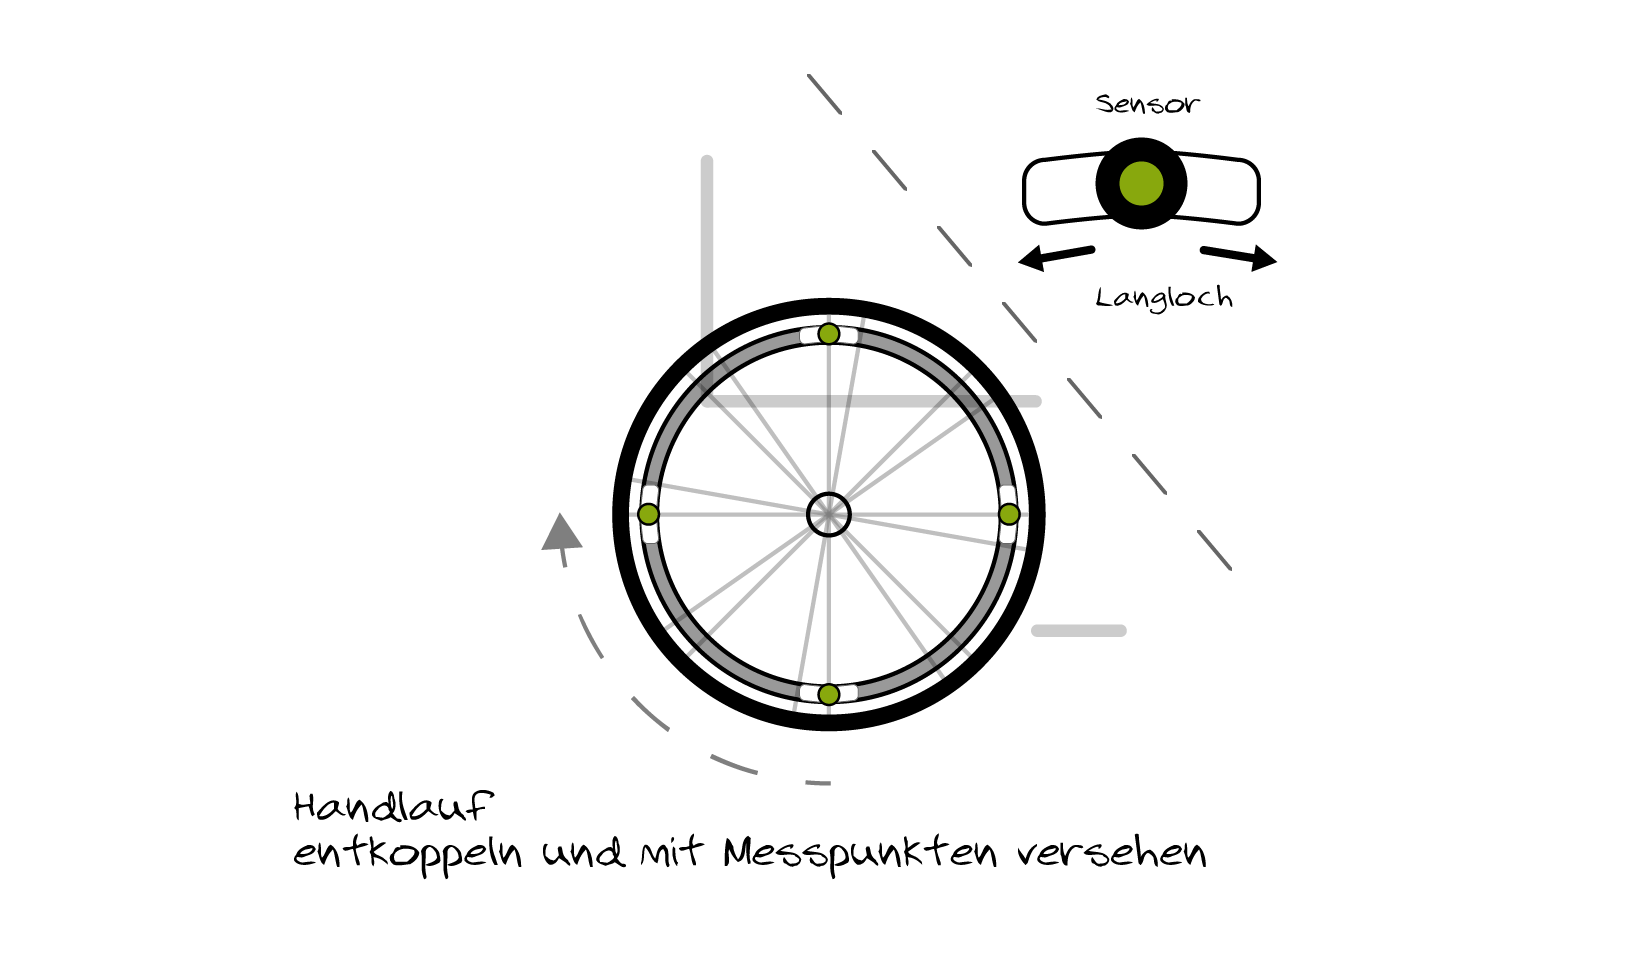 Sensor
Langloch
Handlauf
entkoppeln und mit Messpunkten versehen